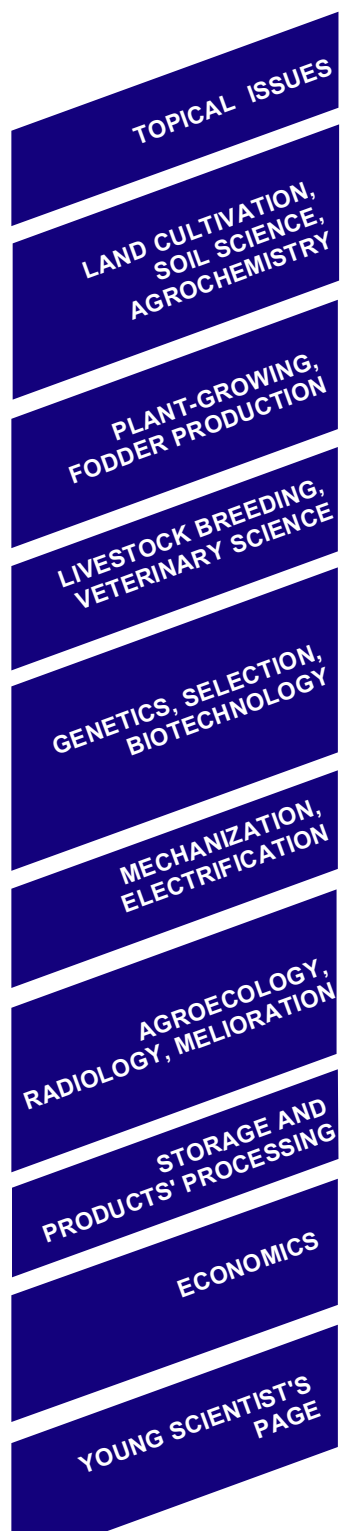 TOPICAL ISSUES
LAND CULTIVATION,
SOIL SCIENCE,
AGROCHEMISTRY
PLANT-GROWING,
FODDER PRODUCTION
LIVESTOCK BREEDING,
VETERINARY SCIENCE
GENETICS, SELECTION,
BIOTECHNOLOGY
MECHANIZATION,
ELECTRIFICATION
AGROECOLOGY,
RADIOLOGY, MELIORATION
STORAGE AND
PRODUCTS' PROCESSING
ECONOMICS
YOUNG SCIENTIST'S
PAGE